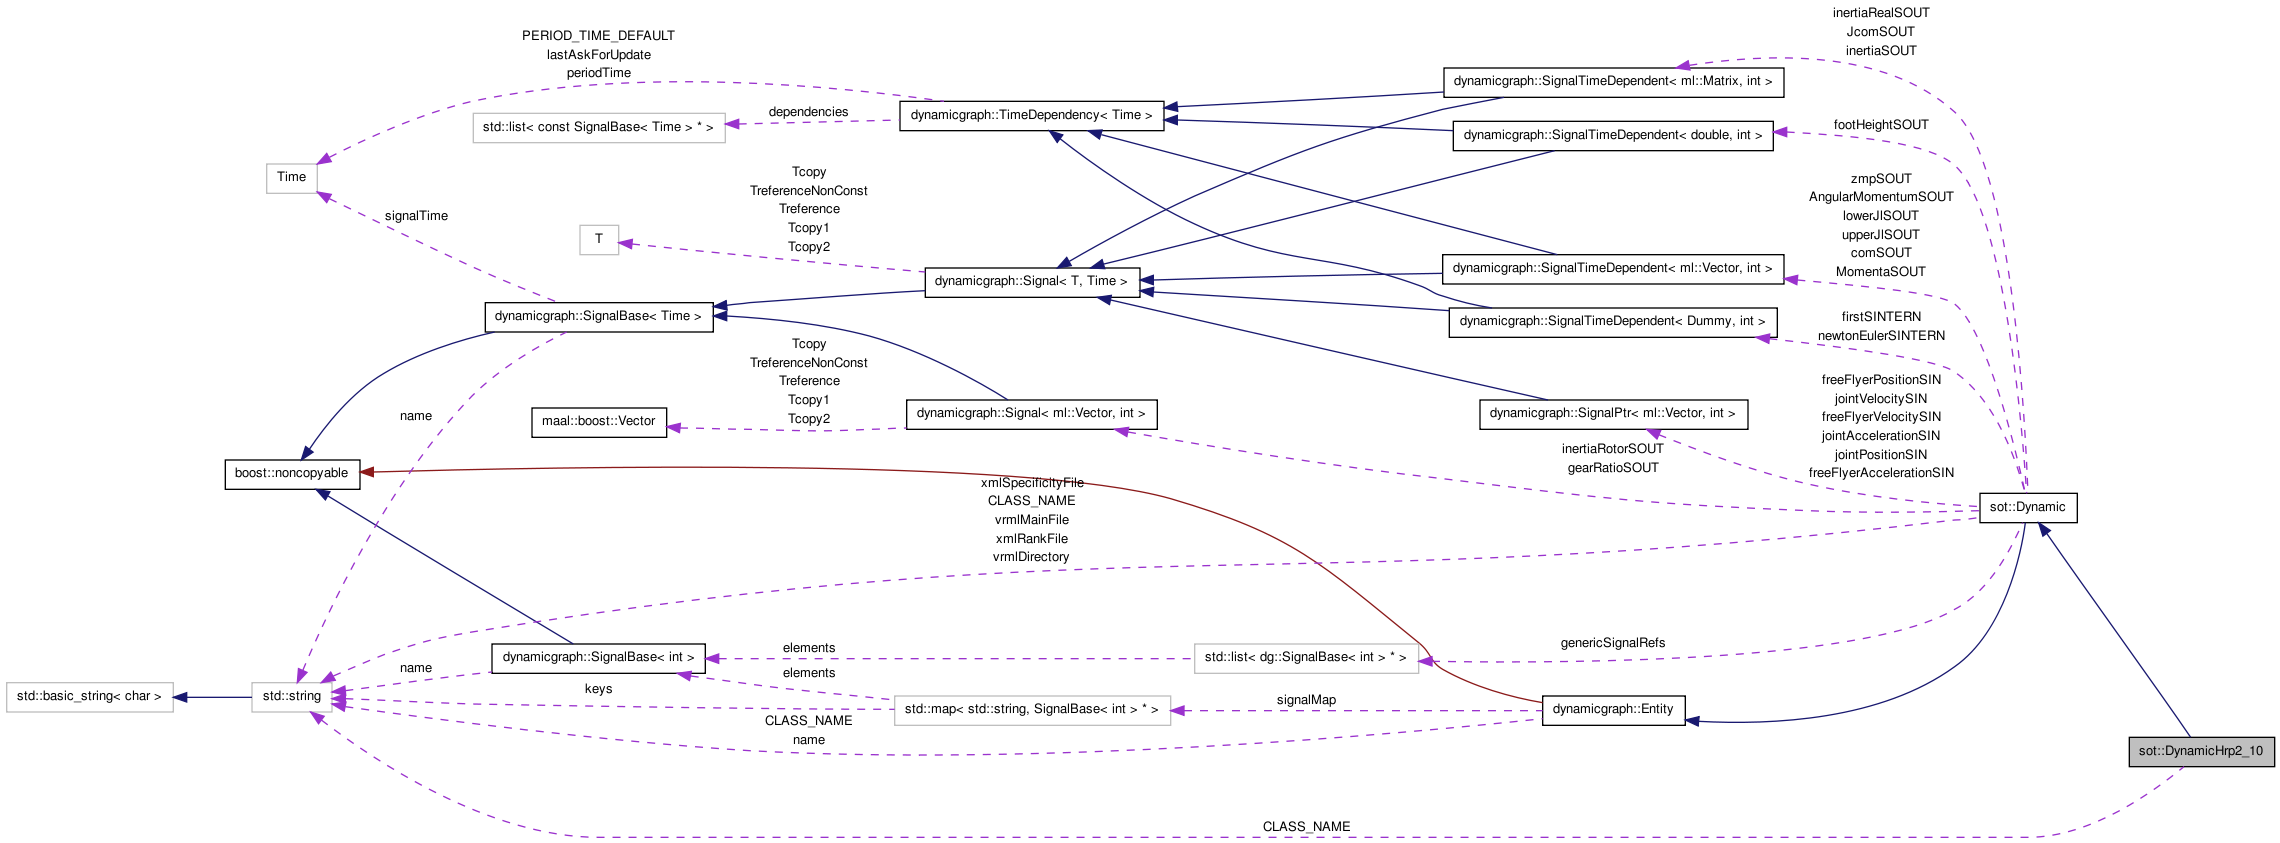 inertiaRealSOUT
JcomSOUT
inertiaSOUT
PERIOD_TIME_DEFAULT
lastAskForUpdate
periodTime
dynamicgraph::SignalTimeDependent< ml::Matrix, int >
dependencies
dynamicgraph::TimeDependency< Time >
std::list< const SignalBase< Time > * >
footHeightSOUT
dynamicgraph::SignalTimeDependent< double, int >
Time
signalTime
Tcopy
TreferenceNonConst
Treference
Tcopy1
Tcopy2
T
zmpSOUT
AngularMomentumSOUT
lowerJlSOUT
upperJlSOUT
comSOUT
MomentaSOUT
dynamicgraph::SignalTimeDependent< ml::Vector, int >
dynamicgraph::Signal< T, Time >
dynamicgraph::SignalBase< Time >
dynamicgraph::SignalTimeDependent< Dummy, int >
firstSINTERN
newtonEulerSINTERN
Tcopy
TreferenceNonConst
Treference
Tcopy1
Tcopy2
name
maal::boost::Vector
dynamicgraph::Signal< ml::Vector, int >
dynamicgraph::SignalPtr< ml::Vector, int >
freeFlyerPositionSIN
jointVelocitySIN
freeFlyerVelocitySIN
jointAccelerationSIN
jointPositionSIN
freeFlyerAccelerationSIN
inertiaRotorSOUT
gearRatioSOUT
boost::noncopyable
xmlSpecificityFile
CLASS_NAME
vrmlMainFile
xmlRankFile
vrmlDirectory
sot::Dynamic
genericSignalRefs
elements
dynamicgraph::SignalBase< int >
std::list< dg::SignalBase< int > * >
name
elements
keys
std::basic_string< char >
std::string
std::map< std::string, SignalBase< int > * >
signalMap
dynamicgraph::Entity
CLASS_NAME
name
sot::DynamicHrp2_10
CLASS_NAME